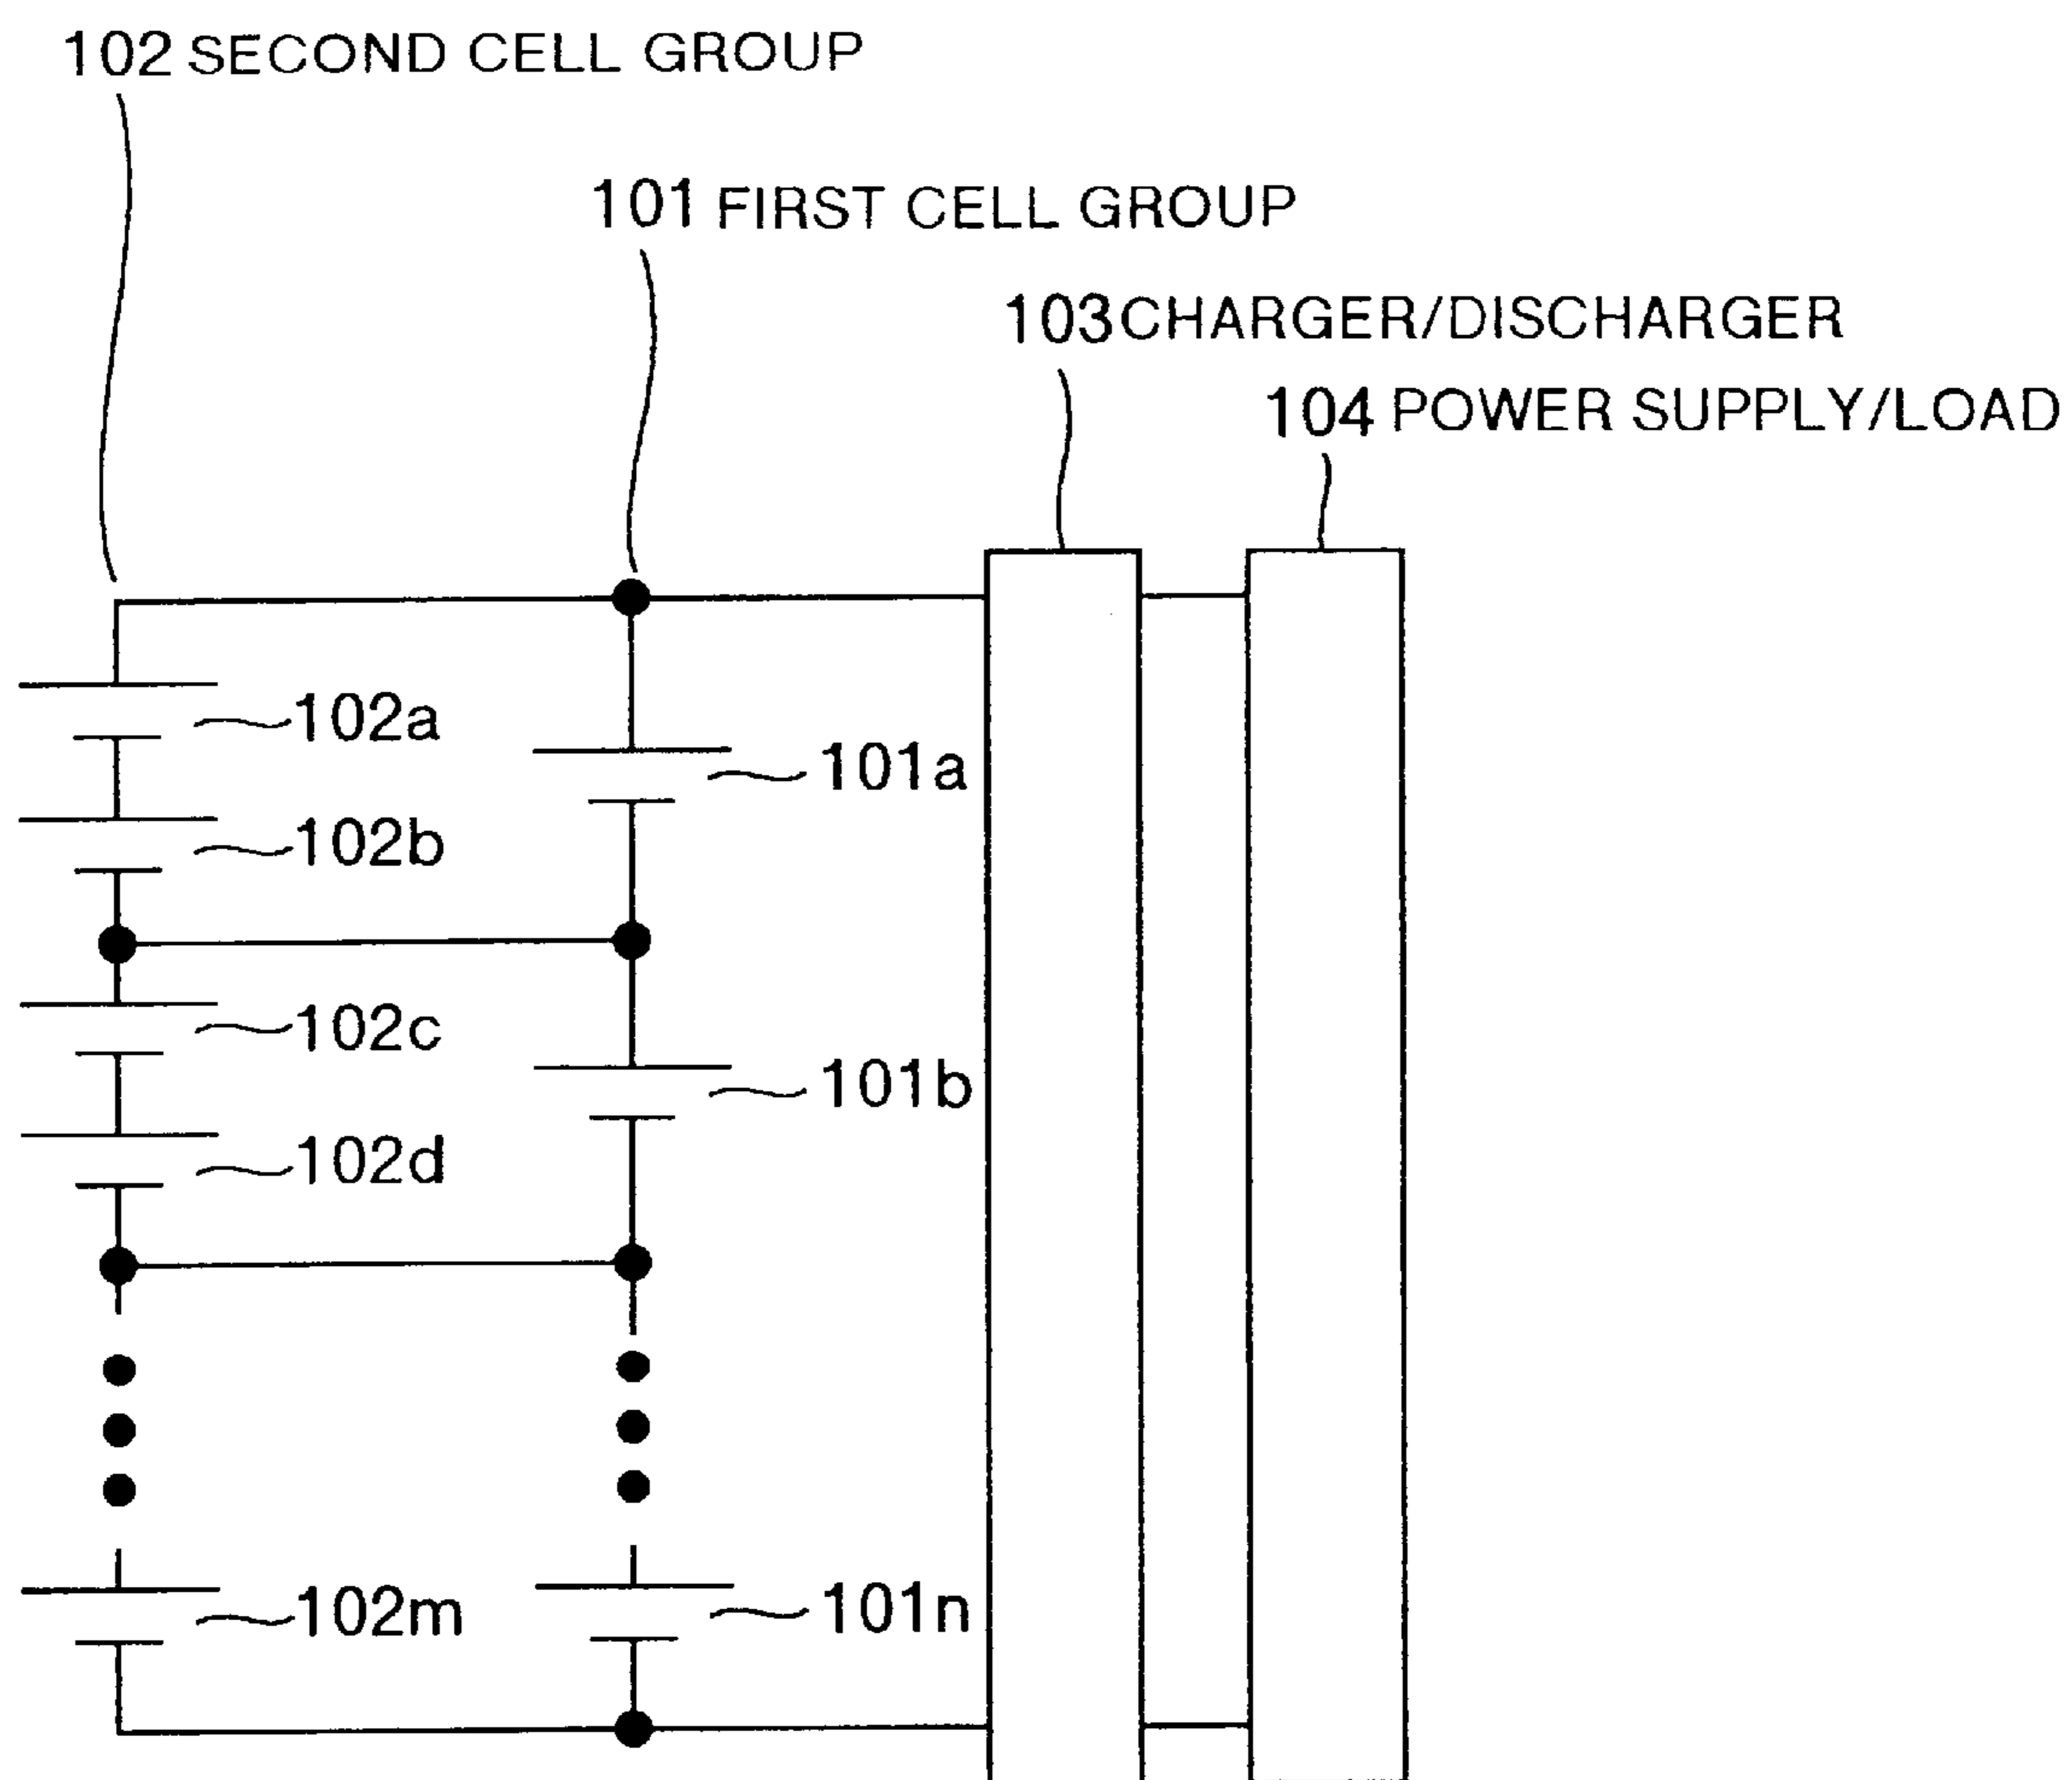 102 SECOND CELL GROUP
101 FIRST CELL GROUP
103 CHARGER/DISCHARGER
104 POWER SUPPLY/LOAD
102a
101a
102b
102c
101b
102d
102m
101n